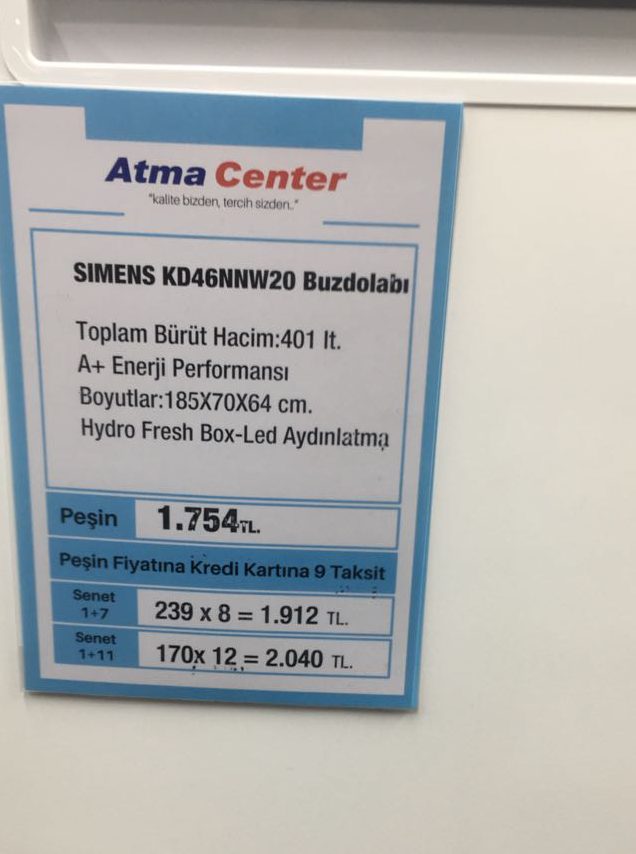 Atma Center
"kalite bizden, tercih sizden.."
SIMENS KD46NNW20 Buzdolabı
Toplam Bürüt Hacim:401 lt.
A+ Enerji Performansı
Boyutlar:185X70X64 cm.
Hydro Fresh Box-Led Aydınlatma
Peşin 1.754TL.
Peşin Fiyatına Kredi Kartına 9 Taksit
Senet 1+7 239 x 8 = 1.912 TL.
Senet 1+11 170x 12 = 2.040 TL.